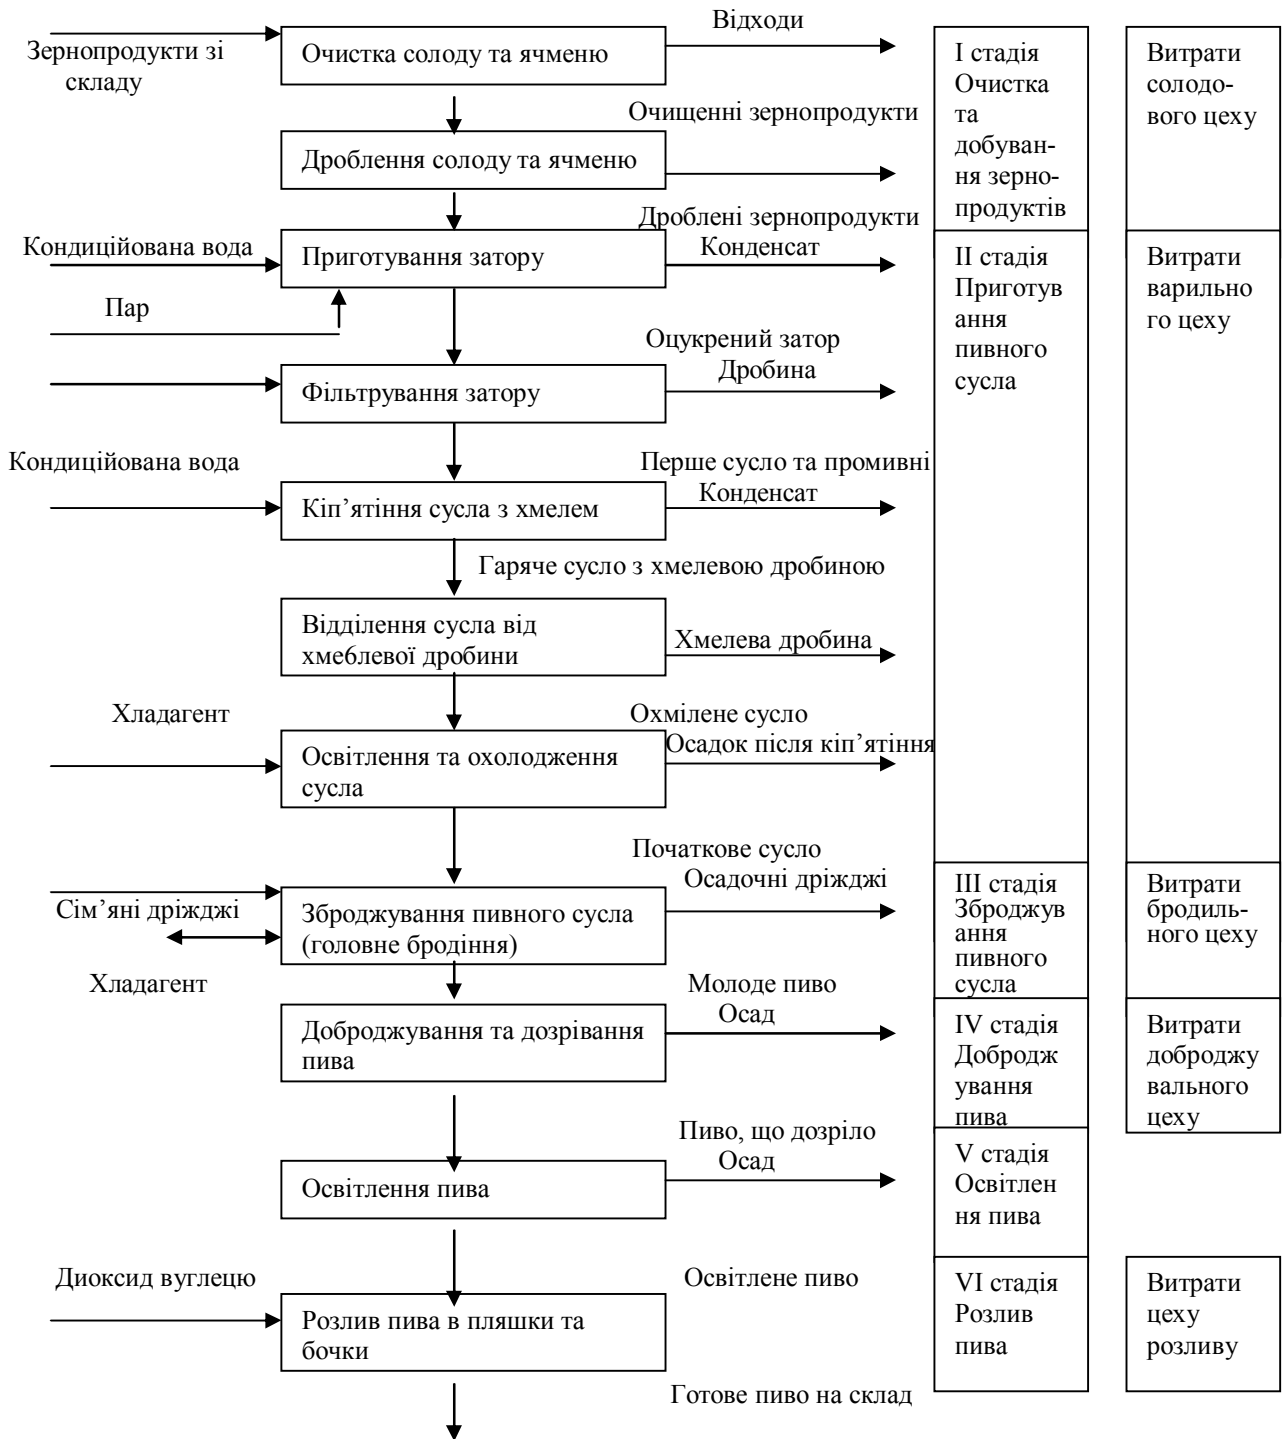 Відходи
Зернопродукти зі
складу
Очистка солоду та ячменю
І стадія
Очистка
та
добуван-
ня зерно-
продуктів
Витрати
солодо-
вого цеху
Очищенні зернопродукти
Дроблення солоду та ячменю
Дроблені зернопродукти
Кондиційована вода
Приготування затору
Конденсат
ІІ стадія
Приготув
ання
пивного
сусла
Витрати
варильно
го цеху
Пар
Оцукрений затор
Дробина
Фільтрування затору
Кондиційована вода
Перше сусло та промивні
Конденсат
Кіп’ятіння сусла з хмелем
Гаряче сусло з хмелевою дробиною
Відділення сусла від
хме6левої дробини
Хмелева дробина
Хладагент
Охмілене сусло
Осадок після кіп’ятіння
Освітлення та охолодження
сусла
Початкове сусло
Осадочні дріжджі
Сім’яні дріжджі
Зброджування пивного сусла
(головне бродіння)
ІІІ стадія
Зброджув
ання
пивного
сусла
Витрати
бродиль-
ного цеху
Хладагент
Молоде пиво
Осад
Доброджування та дозрівання
пива
IV стадія
Добродж
ування
пива
Витрати
доброджу
вального
цеху
Пиво, що дозріло
Осад
Освітлення пива
V стадія
Освітлен
ня пива
Диоксид вуглецю
Освітлене пиво
Розлив пива в пляшки та
бочки
VI стадія
Розлив
пива
Витрати
цеху
розливу
Готове пиво на склад